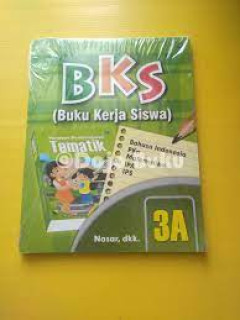 BKS
(Buku Kerja Siswa)
Tematik
Bahasa Indonesia
IPA
IPS
3A
Nasar, dkk.